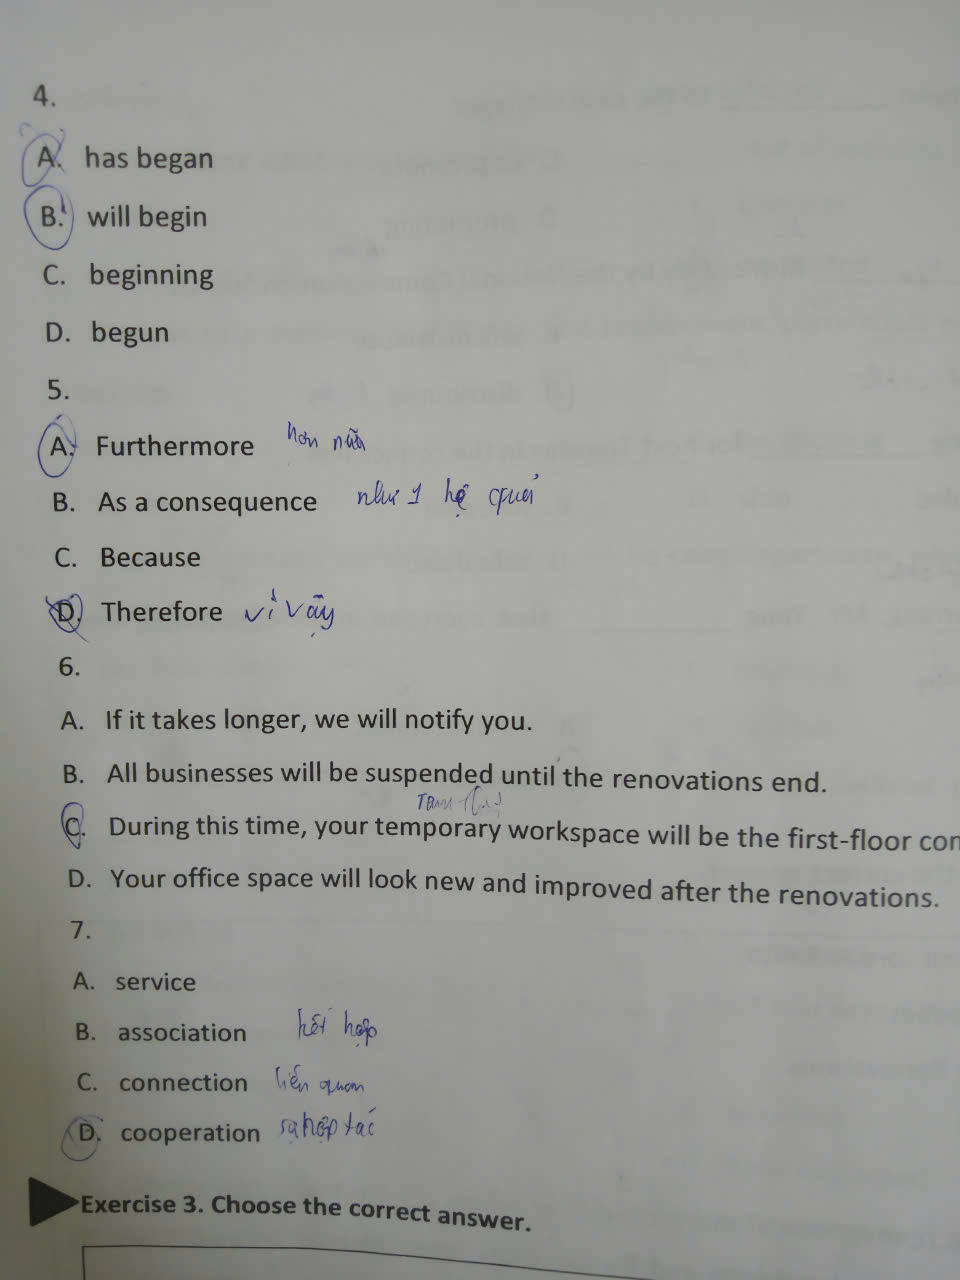 4.
A. has began
B. will begin
C. beginning
D. begun
5.
A. Furthermore hơn nữa
B. As a consequence như 1 hệ quả
C. Because
D. Therefore vì vậy
6.
A. If it takes longer, we will notify you.
B. All businesses will be suspended until the renovations end.
C. During this time, your temporary workspace will be the first-floor con
D. Your office space will look new and improved after the renovations.
7.
A. service
B. association hội hợp
C. connection liên quan
D. cooperation sự hợp tác
Exercise 3. Choose the correct answer.